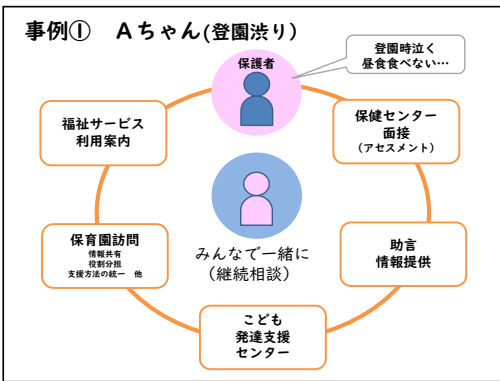 事例① Aちゃん(登園渋り)
登園時泣く
昼食食べない…
保護者
福祉サービス
利用案内
保健センター
面接
(アセスメント)
保育園訪問
情報共有
役割分担
支援方法の統一 他
みんなで一緒に
(継続相談)
助言
情報提供
こども
発達支援
センター